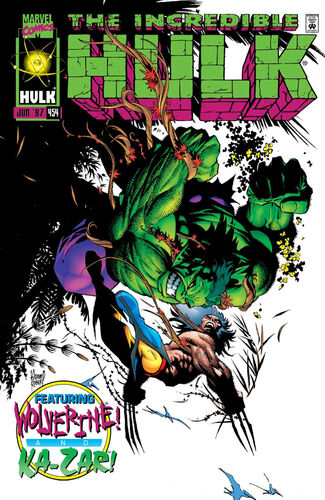 MARVEL
COMICS
THE INCREDIBLE
HULK
HULK
JUN '97 454
FEATURING
WOLVERINE!
AND
KA-ZAR!